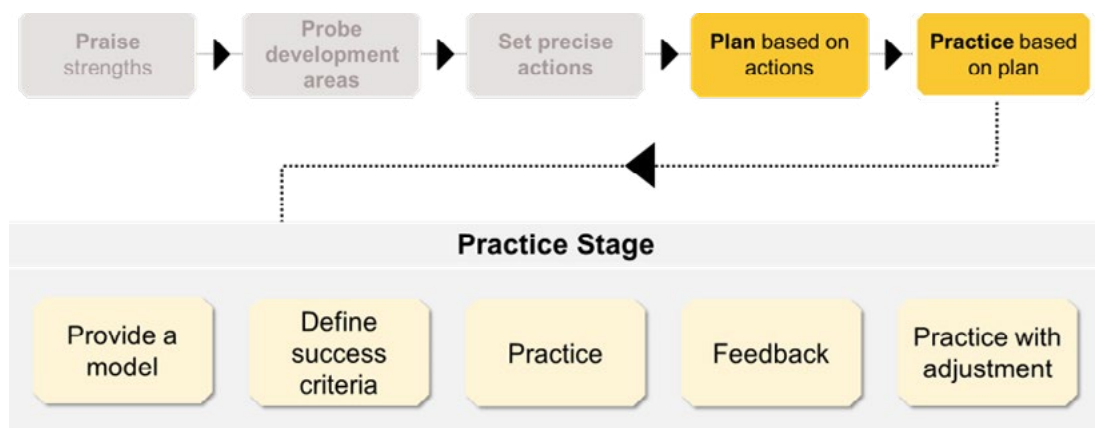 Praise
strengths
Probe
development
areas
Set precise
actions
Plan based on
actions
Practice based
on plan
Practice Stage
Provide a
model
Define
success
criteria
Practice
Feedback
Practice with
adjustment